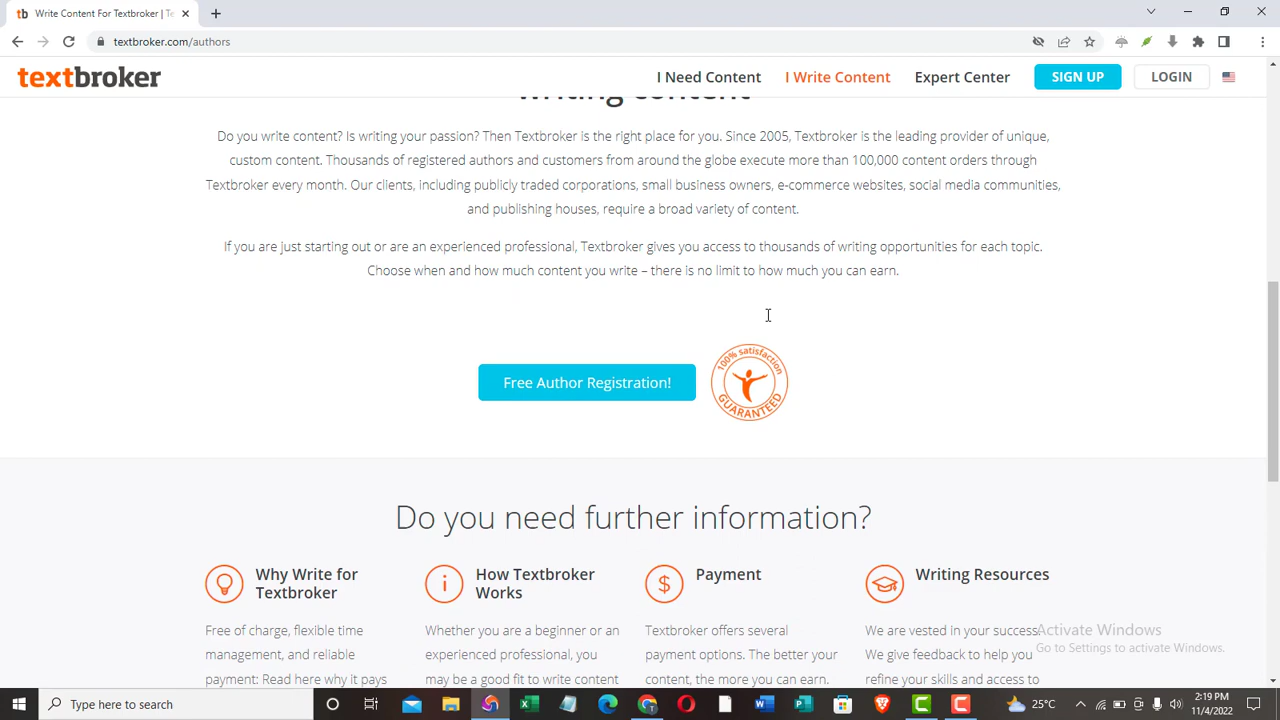 Write Content For Textbroker | Te
textbroker.com/authors
textbroker
I Need Content
I Write Content
Expert Center
SIGN UP
LOGIN
writing content
Do you write content? Is writing your passion? Then Textbroker is the right place for you. Since 2005, Textbroker is the leading provider of unique,
custom content. Thousands of registered authors and customers from around the globe execute more than 100,000 content orders through
Textbroker every month. Our clients, including publicly traded corporations, small business owners, e-commerce websites, social media communities,
and publishing houses, require a broad variety of content.
If you are just starting out or are an experienced professional, Textbroker gives you access to thousands of writing opportunities for each topic.
Choose when and how much content you write – there is no limit to how much you can earn.
Free Author Registration!
100% satisfaction
GUARANTEED
Do you need further information?
Why Write for
Textbroker
Free of charge, flexible time
management, and reliable
payment: Read here why it pays
How Textbroker
Works
Whether you are a beginner or an
experienced professional, you
may be a good fit to write content
Payment
Textbroker offers several
payment options. The better your
content, the more you can earn.
Writing Resources
We are vested in your success.
We give feedback to help you
refine your skills and access to
Activate Windows
Go to Settings to activate Windows.
Type here to search
25°C
2:19 PM
11/4/2022